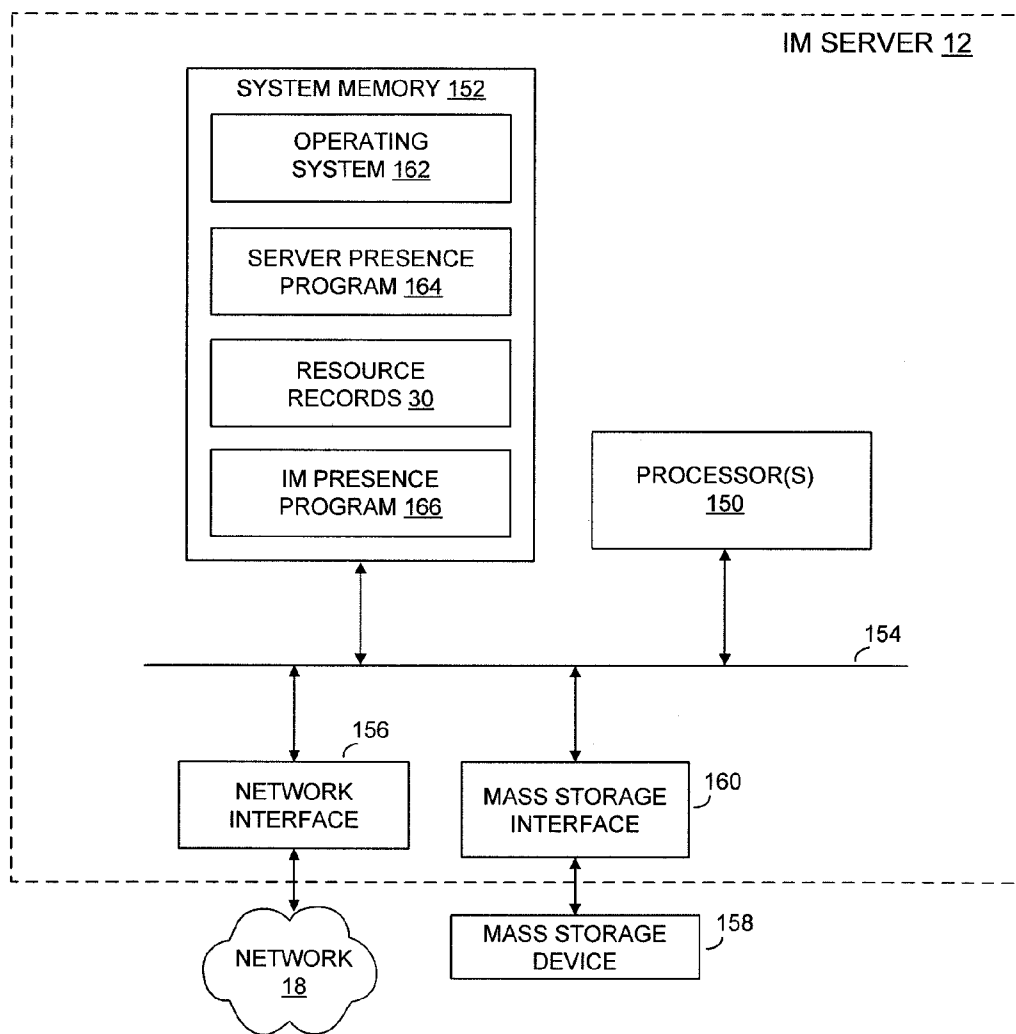 IM SERVER 12
SYSTEM MEMORY 152
OPERATING
SYSTEM 162
SERVER PRESENCE
PROGRAM 164
RESOURCE
RECORDS 30
IM PRESENCE
PROGRAM 166
PROCESSOR(S)
150
154
156
NETWORK
INTERFACE
MASS STORAGE
INTERFACE
160
NETWORK
18
MASS STORAGE
DEVICE
158